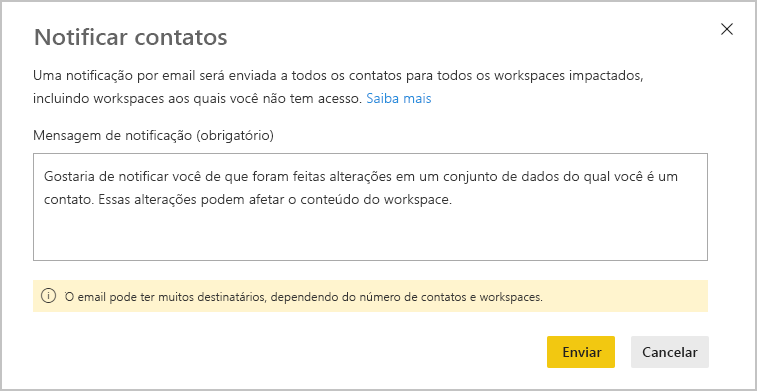 Notificar contatos
Uma notificação por email será enviada a todos os contatos para todos os workspaces impactados,
incluindo workspaces aos quais você não tem acesso. Saiba mais
Mensagem de notificação (obrigatório)
Gostaria de notificar você de que foram feitas alterações em um conjunto de dados do qual você é um
contato. Essas alterações podem afetar o conteúdo do workspace.
O email pode ter muitos destinatários, dependendo do número de contatos e workspaces.
Enviar
Cancelar